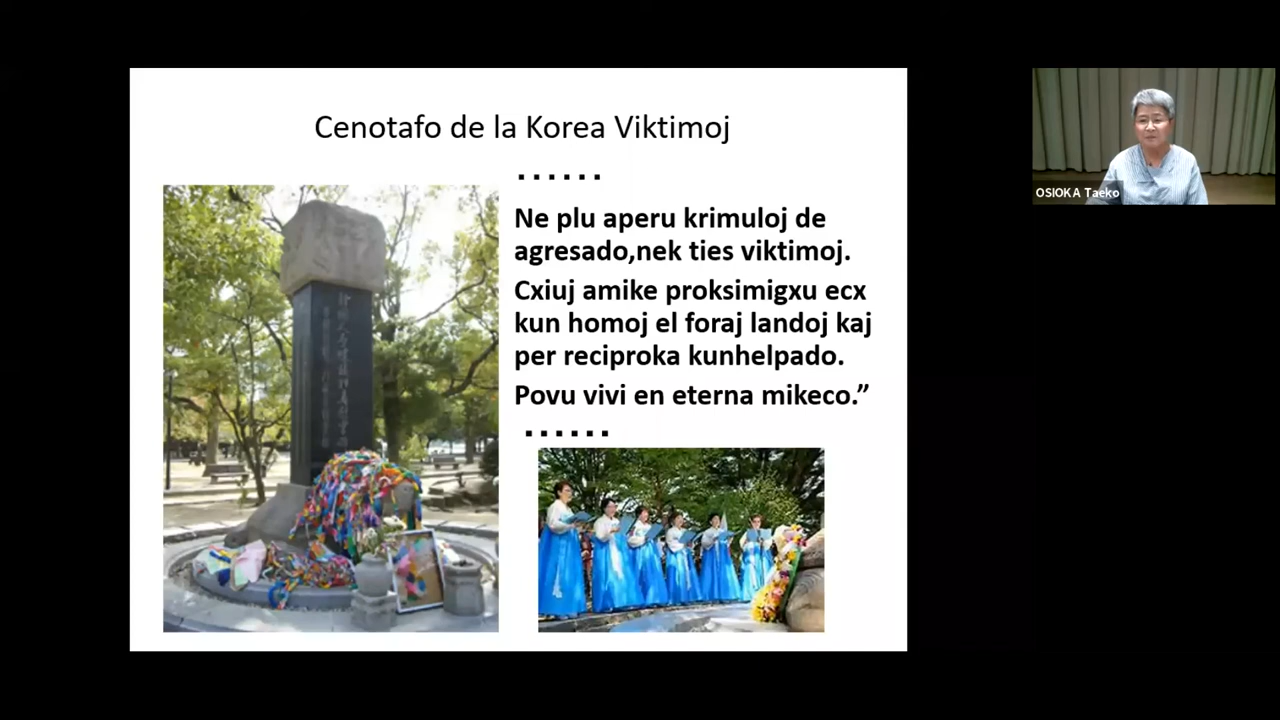 Cenotafo de la Korea Viktimoj
......
Ne plu aperu krimuloj de
agresado,nek ties viktimoj.
Cxiuj amike proksimigxu ecx
kun homoj el foraj landoj kaj
per reciproka kunhelpado.
Povu vivi en eterna mikeco.”
......
OSIOKA Taeko